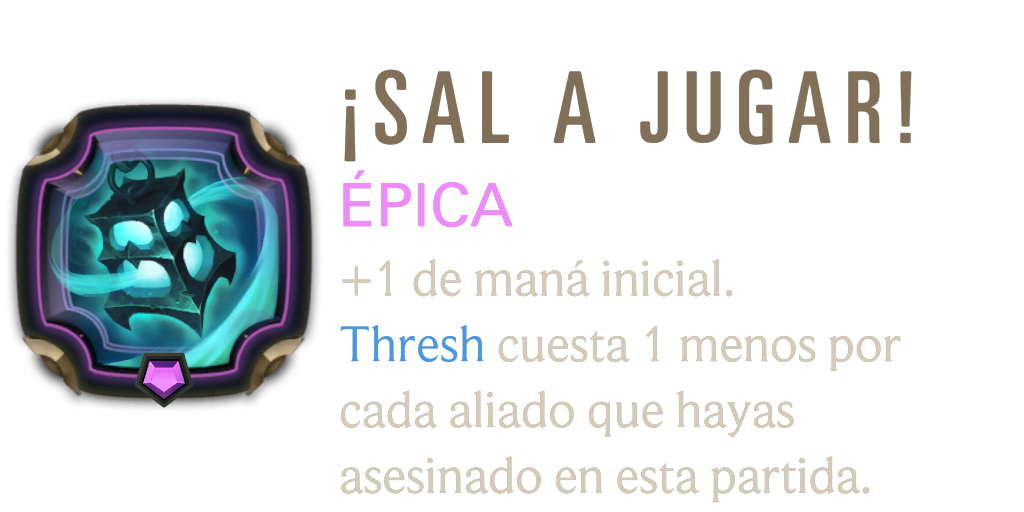 ¡SAL A JUGAR!
ÉPICA
+1 de maná inicial.
Thresh cuesta 1 menos por
cada aliado que hayas
asesinado en esta partida.